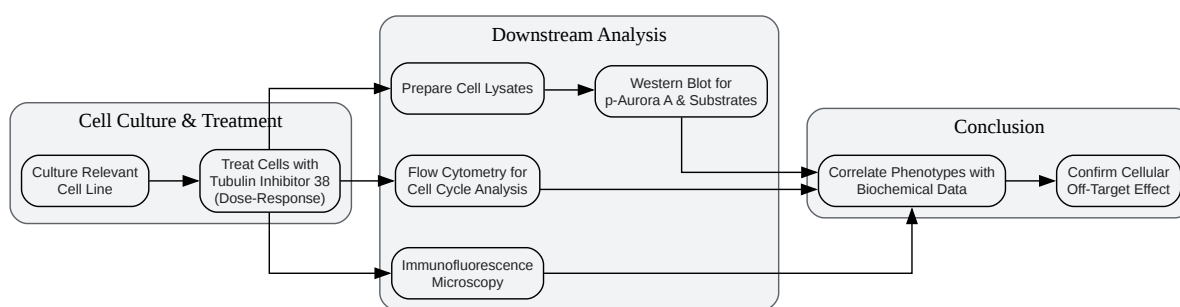 Downstream Analysis
Prepare Cell Lysates
Western Blot for
p-Aurora A & Substrates
Cell Culture & Treatment
Culture Relevant
Cell Line
Treat Cells with
Tubulin Inhibitor 38
(Dose-Response)
Flow Cytometry for
Cell Cycle Analysis
Immunofluorescence
Microscopy
Conclusion
Correlate Phenotypes with
Biochemical Data
Confirm Cellular
Off-Target Effect